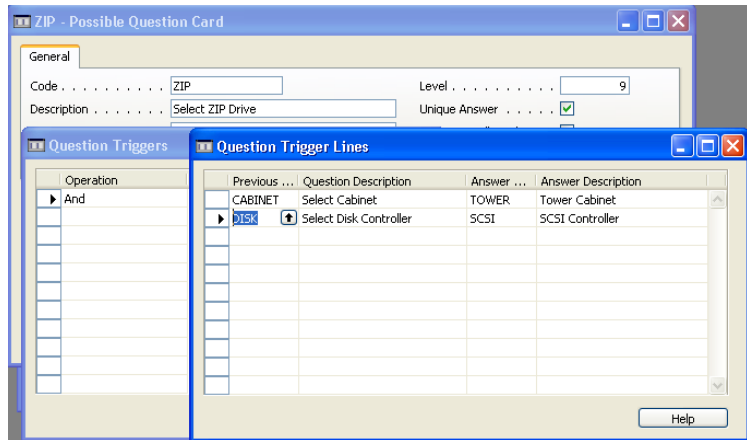 ZIP - Possible Question Card
General
Code . . . . . . . . . . ZIP Level . . . . . . . . . . 9
Description . . . . . . . Select ZIP Drive Unique Answer . . . . .
Question Triggers
Question Trigger Lines
Operation
And
Previous ... Question Description Answer ... Answer Description
CABINET Select Cabinet TOWER Tower Cabinet
DISK Select Disk Controller SCSI SCSI Controller
Help